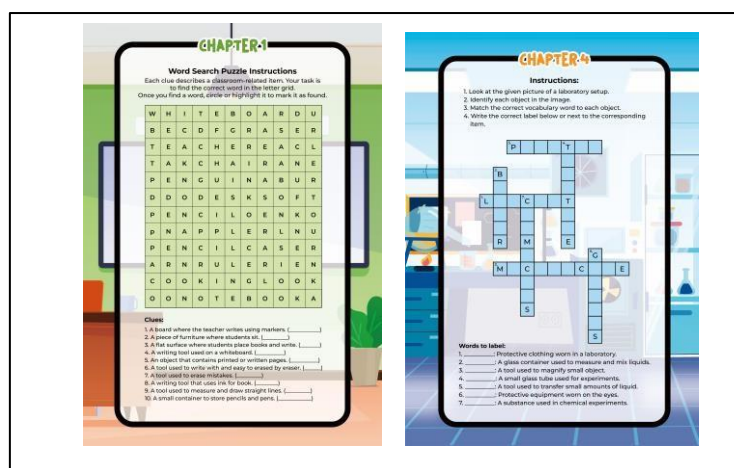 CHAPTER-1
Word Search Puzzle Instructions
Each clue describes a classroom-related item. Your task is
to find the correct word in the letter grid.
Once you find a word, circle or highlight it to mark it as found.
W H I T E B O A R D U
B E C D F G R A S E R
T E A C H E R E A C L
T A K C H A I R A N E
P E N G U I N A B U R
D D O D E S K S O F T
P E N C I L O E N K O
p N A P P L E R L N U
P E N C I L C A S E R
A R N R U L E R I E N
C O O K I N G L O O K
O O N O T E B O O K A
Clues:
1. A board where the teacher writes using markers. (________)
2. A piece of furniture where students sit. (________)
3. A flat surface where students place books and write. (________)
4. A writing tool used on a whiteboard. (________)
5. An object that contains printed or written pages. (________)
6. A tool used to write with and easy to erased by eraser. (________)
7. A tool used to erase mistakes. (________)
8. A writing tool that uses ink for book. (________)
9. A tool used to measure and draw straight lines. (________)
10. A small container to store pencils and pens. (________)
CHAPTER-4
Instructions:
1. Look at the given picture of a laboratory setup.
2. Identify each object in the image.
3. Match the correct vocabulary word to each object.
4. Write the correct label below or next to the corresponding
item.
P T
B
L C T
R M E
G
M C C E
S
S
Words to label:
1. ________: Protective clothing worn in a laboratory.
2. ________: A glass container used to measure and mix liquids.
3. ________: A tool used to magnify small object.
4. ________: A small glass tube used for experiments.
5. ________: A tool used to transfer small amounts of liquid.
6. ________: Protective equipment worn on the eyes.
7. ________: A substance used in chemical experiments.